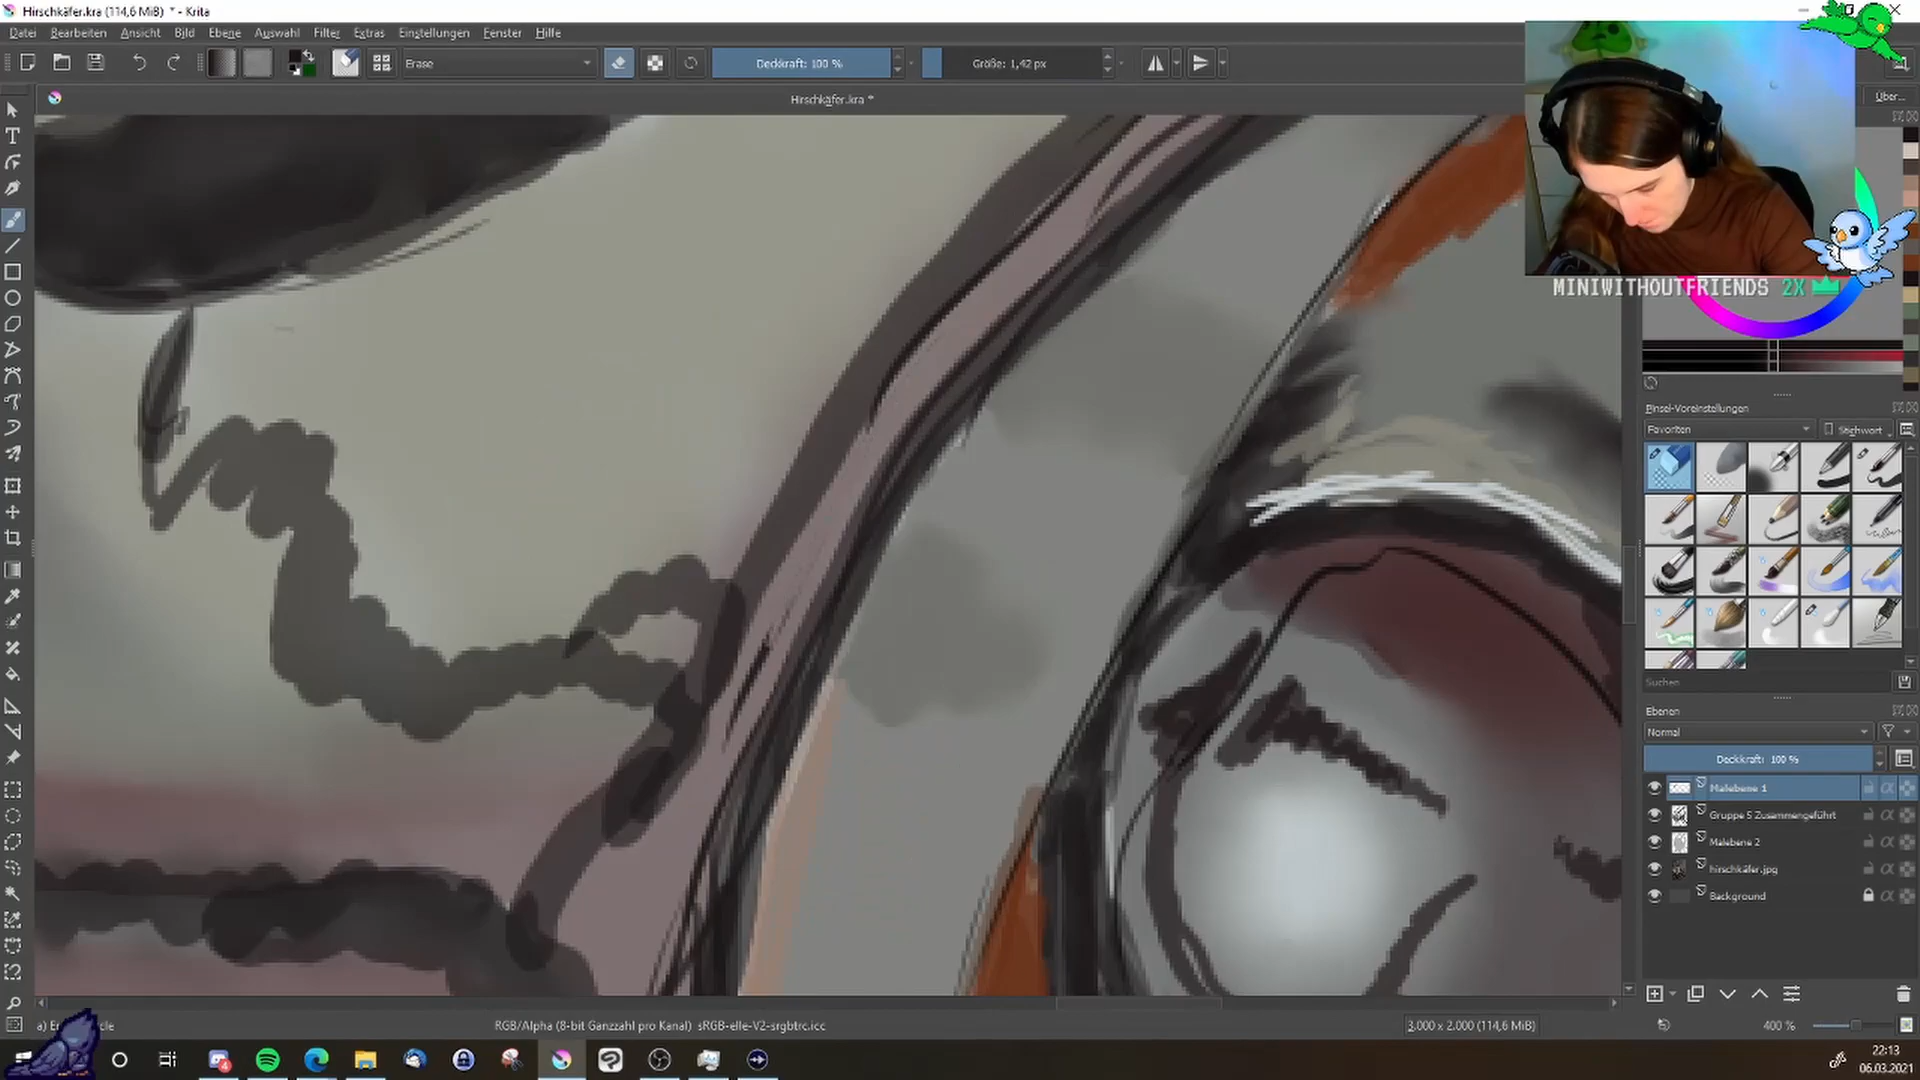 Hirschkäfer.kra (114,6 MiB) * - Krita
Datei Bearbeiten Ansicht Bild Ebene Auswahl Filter Extras Einstellungen Fenster Hilfe
Erase
Deckkraft: 100 %
Größe: 1,42 px
Hirschkäfer.kra *
Über...
MINIWITHOUTFRIENDS 2X
Pinsel-Voreinstellungen
Favoriten
Stichwort
Suchen
Ebenen
Normal
Deckkraft: 100 %
Malebene 1
Gruppe 5 Zusammengeführt
Malebene 2
hirschkäfer.jpg
Background
RGB/Alpha (8-bit Ganzzahl pro Kanal) sRGB-elle-V2-srgbtrc.icc
3.000 x 2.000 (114,6 MiB)
400 %
22:13
06.03.2021